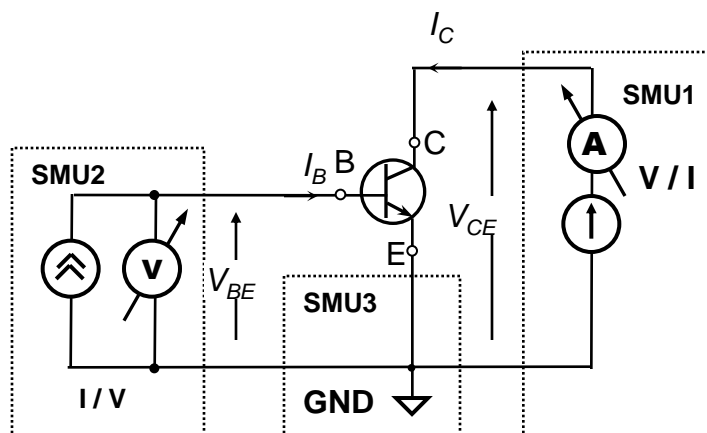 I_C
SMU1
A
V / I
C
I_B
B
SMU2
V
V_BE
V_CE
E
SMU3
I / V
GND